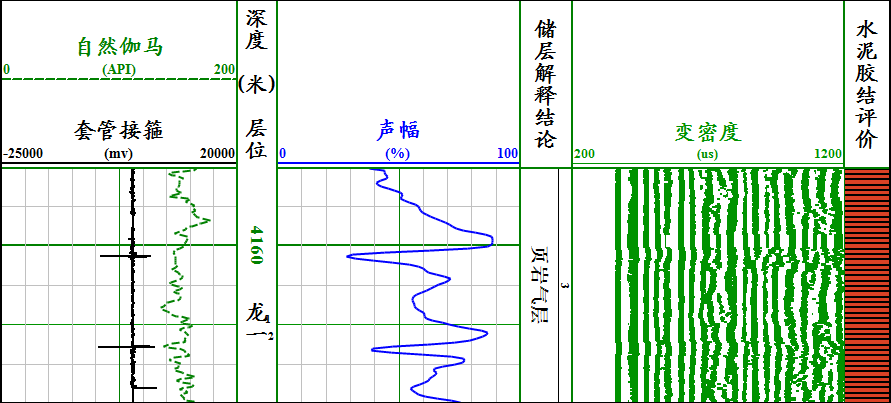 自然伽马
0 (API) 200
套管接箍
-25000 (mv) 20000
深度(米)
层位
4160
龙一¹₂
声幅
0 (%) 100
储层解释结论
页岩气层
3
变密度
200 (us) 1200
水泥胶结评价